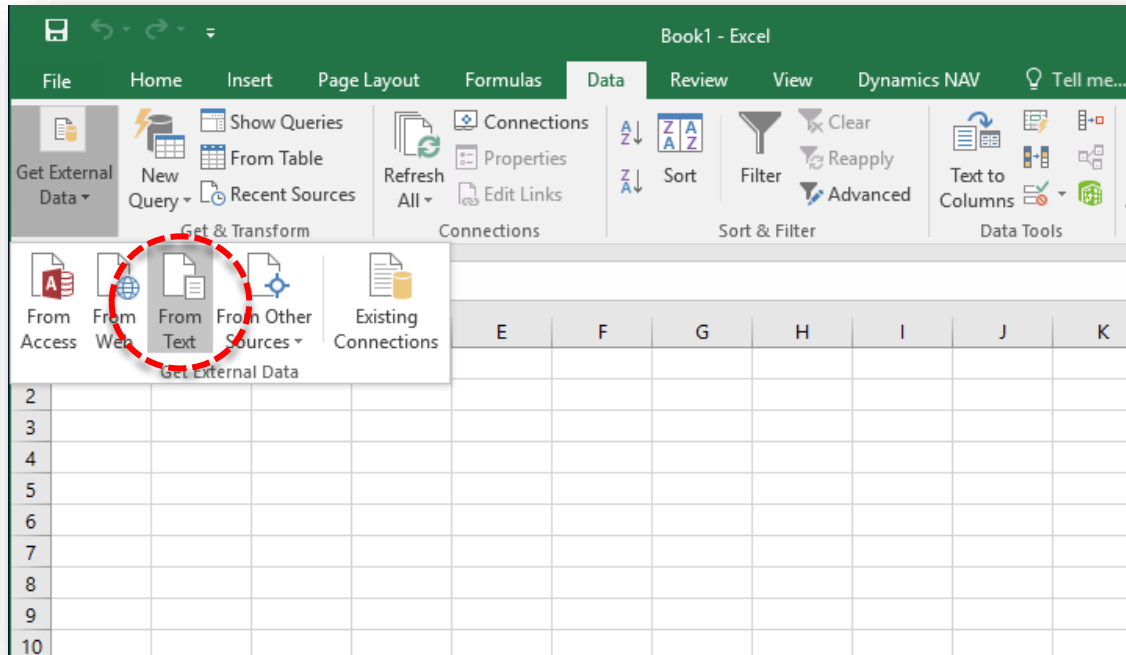 Book1 - Excel
File Home Insert Page Layout Formulas Data Review View Dynamics NAV Tell me...
Get External
Data
New
Query
Show Queries
From Table
Recent Sources
Get & Transform
Refresh
All
Connections
Properties
Edit Links
Connections
A
Z
Z
A
Z A
A Z
Sort
Filter
Clear
Reapply
Advanced
Sort & Filter
Text to
Columns
Data Tools
A
From
Access
From
Web
From
Text
From Other
Sources
Existing
Connections
Get External Data
E F G H I J K
2
3
4
5
6
7
8
9
10